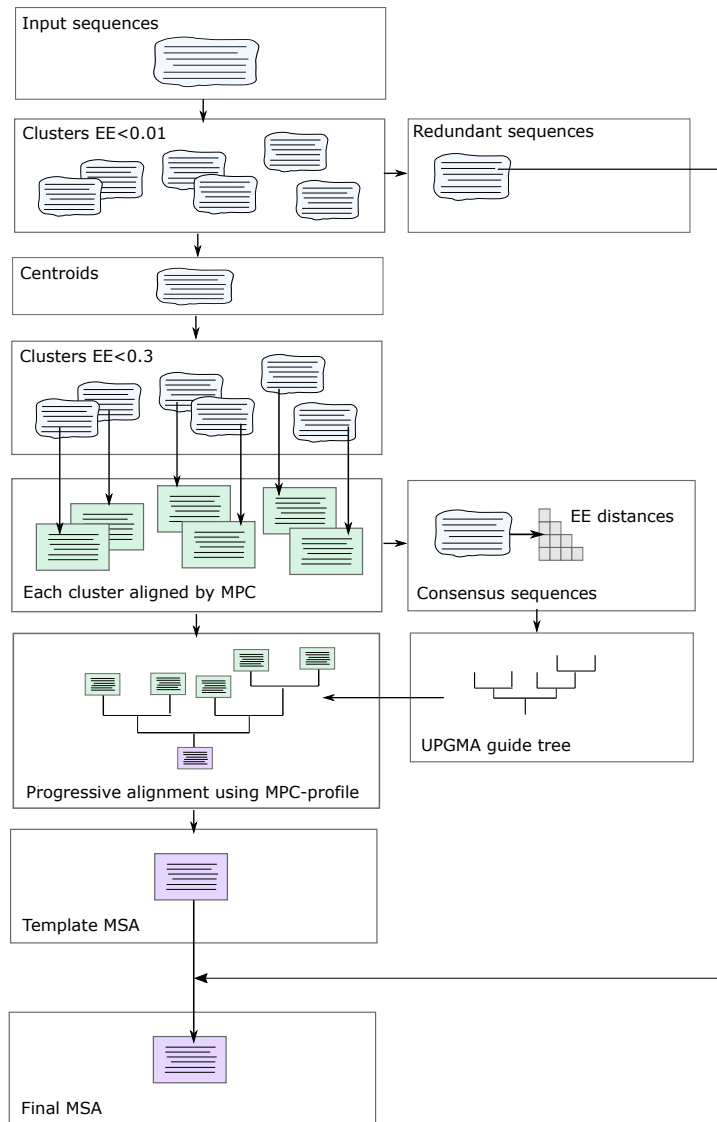 Input sequences
Clusters EE<0.01
Redundant sequences
Centroids
Clusters EE<0.3
EE distances
Each cluster aligned by MPC
Consensus sequences
UPGMA guide tree
Progressive alignment using MPC-profile
Template MSA
Final MSA